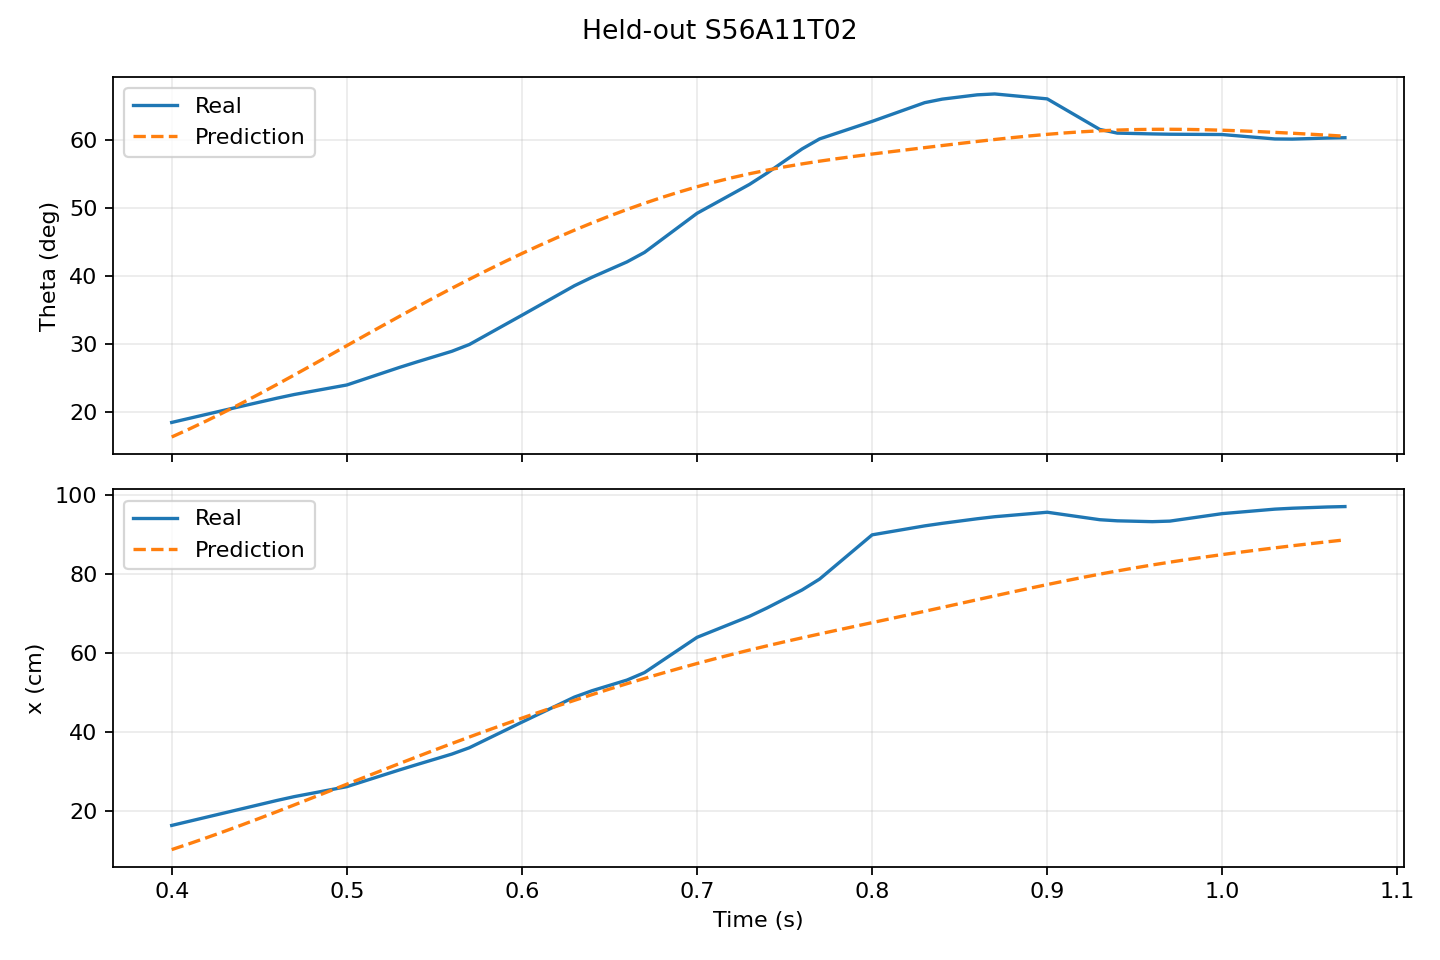 Held-out S56A11T02
Real
Prediction
Theta (deg)
60
50
40
30
20
Real
Prediction
x (cm)
100
80
60
40
20
0.4 0.5 0.6 0.7 0.8 0.9 1.0 1.1
Time (s)